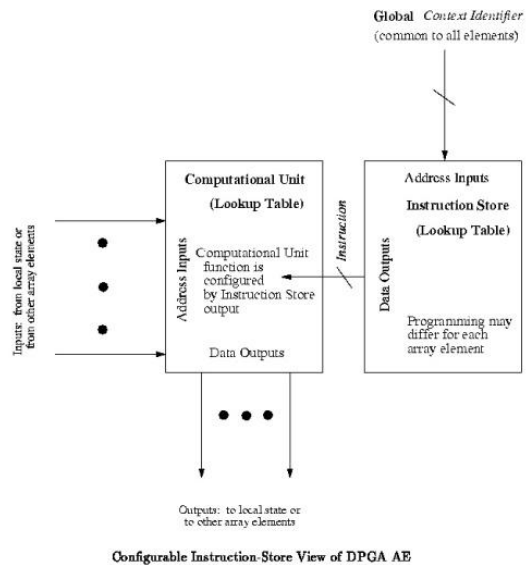 Global Context Identifier
(common to all elements)
Address Inputs
Instruction Store
(Lookup Table)
Data Outputs
Programming may
differ for each
array element
Instruction
Computational Unit
(Lookup Table)
Address Inputs
Computational Unit
function is
configured
by Instruction Store
output
Data Outputs
Inputs: from local state or
from other array elements
Outputs: to local state or
to other array elements
Configurable Instruction-Store View of DPGA AE